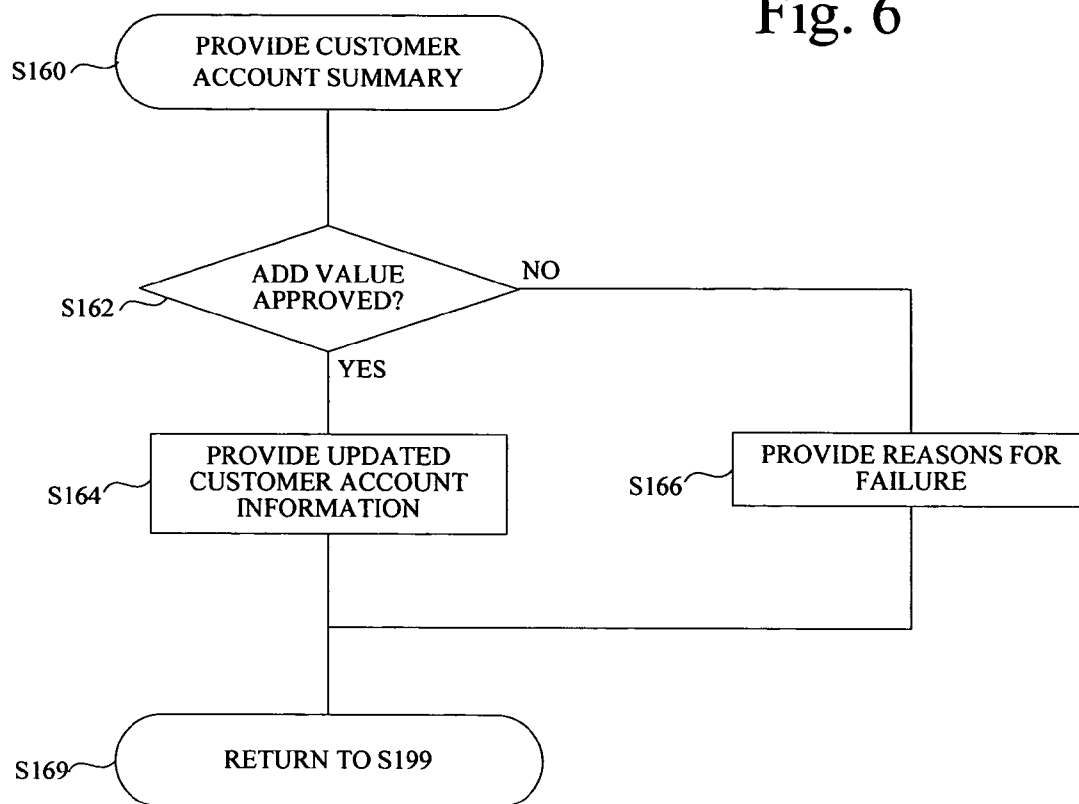 Fig. 6
PROVIDE CUSTOMER
ACCOUNT SUMMARY
S160
ADD VALUE
APPROVED?
S162
NO
YES
PROVIDE UPDATED
CUSTOMER ACCOUNT
INFORMATION
S164
PROVIDE REASONS FOR
FAILURE
S166
RETURN TO S199
S169